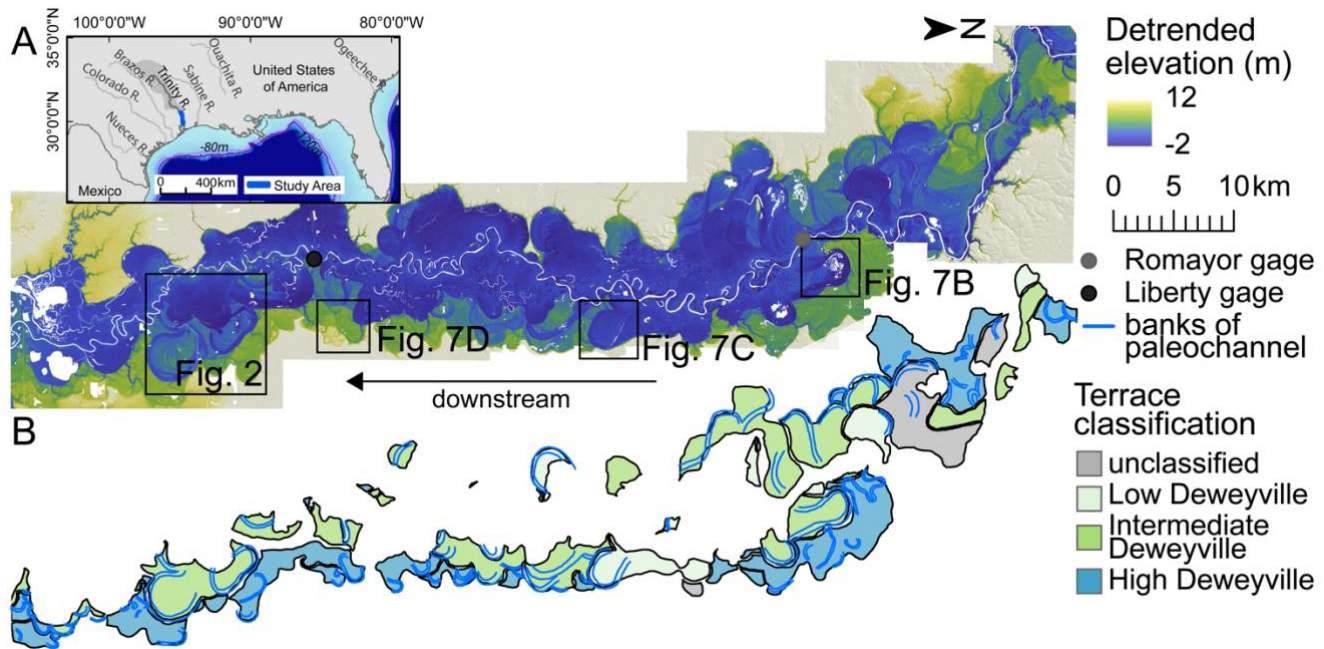 A
100°0'0"W
90°0'0"W
80°0'0"W
35°0'0"N
30°0'0"N
Brazos R.
Colorado R.
Nueces R.
Trinity R.
Sabine R.
Ouachita R.
Ogeechee R.
United States
of America
Mexico
-80m
-120m
0 400km
Study Area
N
Detrended
elevation (m)
12
-2
0 5 10 km
Romayor gage
Liberty gage
banks of
paleochannel
Fig. 7B
Fig. 7C
Fig. 7D
Fig. 2
downstream
B
Terrace
classification
unclassified
Low Deweyville
Intermediate
Deweyville
High Deweyville